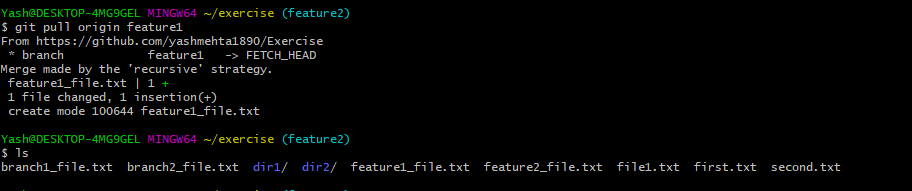 Yash@DESKTOP-4MG9GEL MINGW64 ~/exercise (feature2)
$ git pull origin feature1
From https://github.com/yashmehta1890/Exercise
 * branch            feature1   -> FETCH_HEAD
Merge made by the 'recursive' strategy.
 feature1_file.txt | 1 +
 1 file changed, 1 insertion(+)
 create mode 100644 feature1_file.txt
Yash@DESKTOP-4MG9GEL MINGW64 ~/exercise (feature2)
$ ls
branch1_file.txt  branch2_file.txt  dir1/  dir2/  feature1_file.txt  feature2_file.txt  file1.txt  first.txt  second.txt